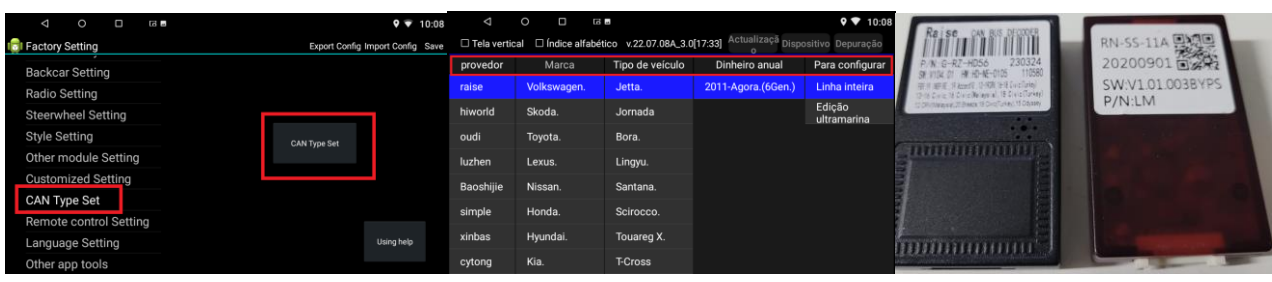 10:08
Factory Setting
Export Config Import Config Save
Backcar Setting
Radio Setting
Steerwheel Setting
Style Setting
Other module Setting
Customized Setting
CAN Type Set
Remote control Setting
Language Setting
Other app tools
CAN Type Set
Using help
10:08
Tela vertical Índice alfabético v.22.07.08A_3.0[17:33] Actualizaçã
o Dispositivo Depuração
provedor Marca Tipo de veículo Dinheiro anual Para configurar
raise Volkswagen. Jetta. 2011-Agora.(6Gen.) Linha inteira
hiworld Skoda. Jornada Edição
ultramarina
oudi Toyota. Bora.
luzhen Lexus. Lingyu.
Baoshijie Nissan. Santana.
simple Honda. Scirocco.
xinbas Hyundai. Touareg X.
cytong Kia. T-Cross
Raise CAN BUS DECODER
P/N: G-RZ-HD56 230324
110580
RN-SS-11A
20200901
SW:V1.01.003BYPS
P/N:LM